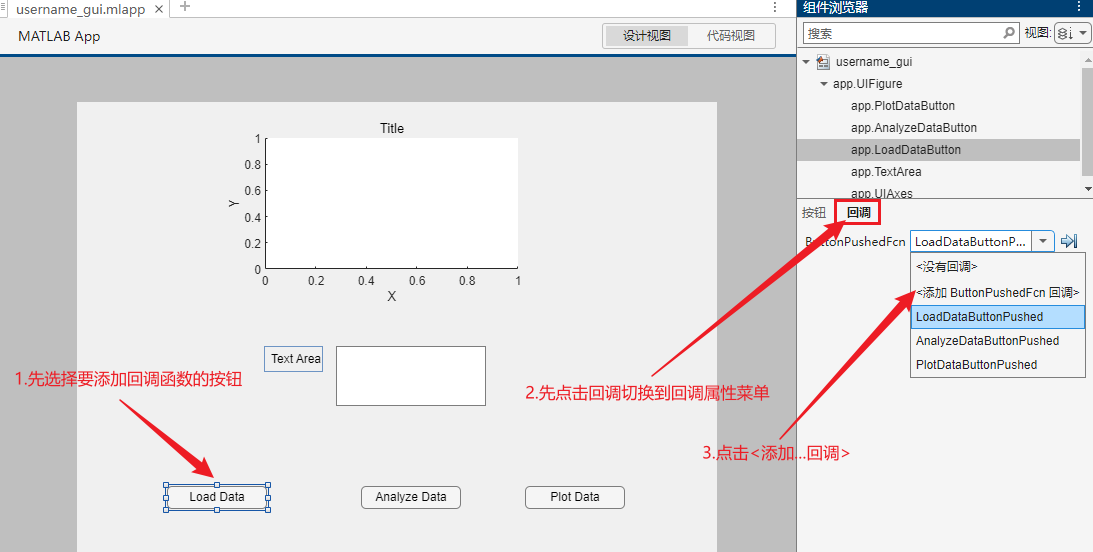 username_gui.mlapp
MATLAB App
设计视图
代码视图
Title
1
0.8
0.6
0.4
0.2
0
Y
0
0.2
0.4
0.6
0.8
1
X
Text Area
1.先选择要添加回调函数的按钮
Load Data
Analyze Data
Plot Data
组件浏览器
搜索
视图:
username_gui
app.UIFigure
app.PlotDataButton
app.AnalyzeDataButton
app.LoadDataButton
app.TextArea
app.UIAxes
按钮
回调
ButtonPushedFcn
LoadDataButtonP...
<没有回调>
<添加 ButtonPushedFcn 回调>
LoadDataButtonPushed
AnalyzeDataButtonPushed
PlotDataButtonPushed
2.先点击回调切换到回调属性菜单
3.点击<添加...回调>